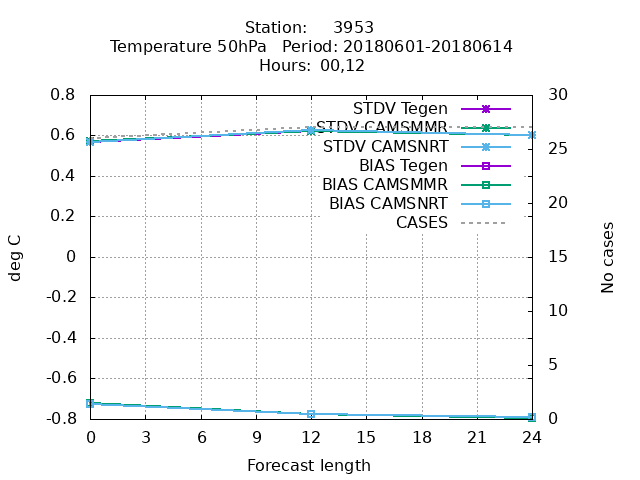 Station: 3953
Temperature 50hPa Period: 20180601-20180614
Hours: 00,12
0.8
0.6
0.4
0.2
0
-0.2
-0.4
-0.6
-0.8
30
25
20
15
10
5
0
STDV Tegen
STDV CAMSMMR
STDV CAMSNRT
BIAS Tegen
BIAS CAMSMMR
BIAS CAMSNRT
CASES
deg C
No cases
0 3 6 9 12 15 18 21 24
Forecast length